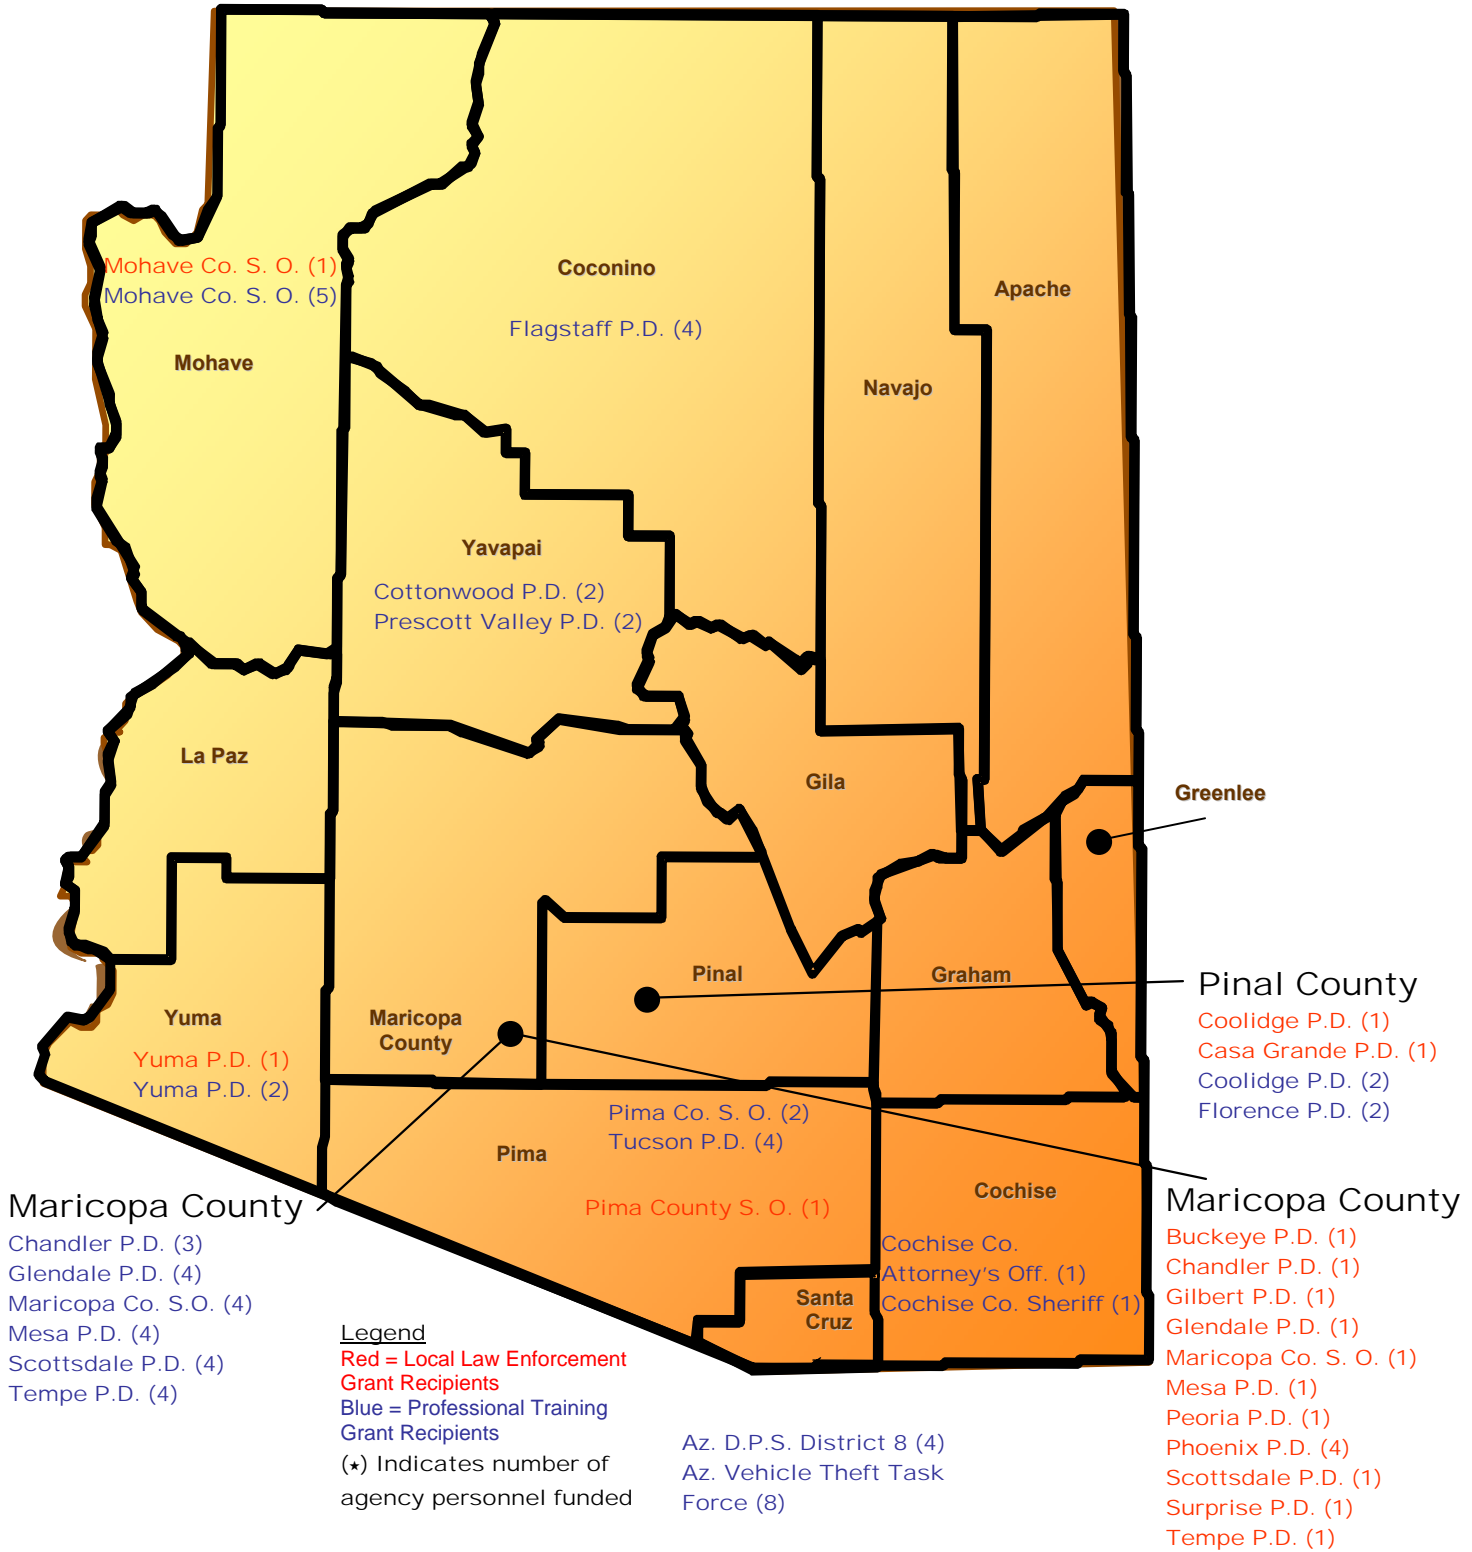 Mohave Co. S. O. (1)
Mohave Co. S. O. (5)
Mohave
Coconino
Flagstaff P.D. (4)
Apache
Navajo
Yavapai
Cottonwood P.D. (2)
Prescott Valley P.D. (2)
La Paz
Gila
Greenlee
Yuma
Yuma P.D. (1)
Yuma P.D. (2)
Maricopa
County
Pinal
Graham
Pinal County
Coolidge P.D. (1)
Casa Grande P.D. (1)
Coolidge P.D. (2)
Florence P.D. (2)
Pima Co. S. O. (2)
Tucson P.D. (4)
Pima
Pima County S. O. (1)
Cochise
Cochise Co.
Attorney's Off. (1)
Cochise Co. Sheriff (1)
Santa
Cruz
Maricopa County
Chandler P.D. (3)
Glendale P.D. (4)
Maricopa Co. S.O. (4)
Mesa P.D. (4)
Scottsdale P.D. (4)
Tempe P.D. (4)
Legend
Red = Local Law Enforcement
Grant Recipients
Blue = Professional Training
Grant Recipients
(★) Indicates number of
agency personnel funded
Az. D.P.S. District 8 (4)
Az. Vehicle Theft Task
Force (8)
Maricopa County
Buckeye P.D. (1)
Chandler P.D. (1)
Gilbert P.D. (1)
Glendale P.D. (1)
Maricopa Co. S. O. (1)
Mesa P.D. (1)
Peoria P.D. (1)
Phoenix P.D. (4)
Scottsdale P.D. (1)
Surprise P.D. (1)
Tempe P.D. (1)